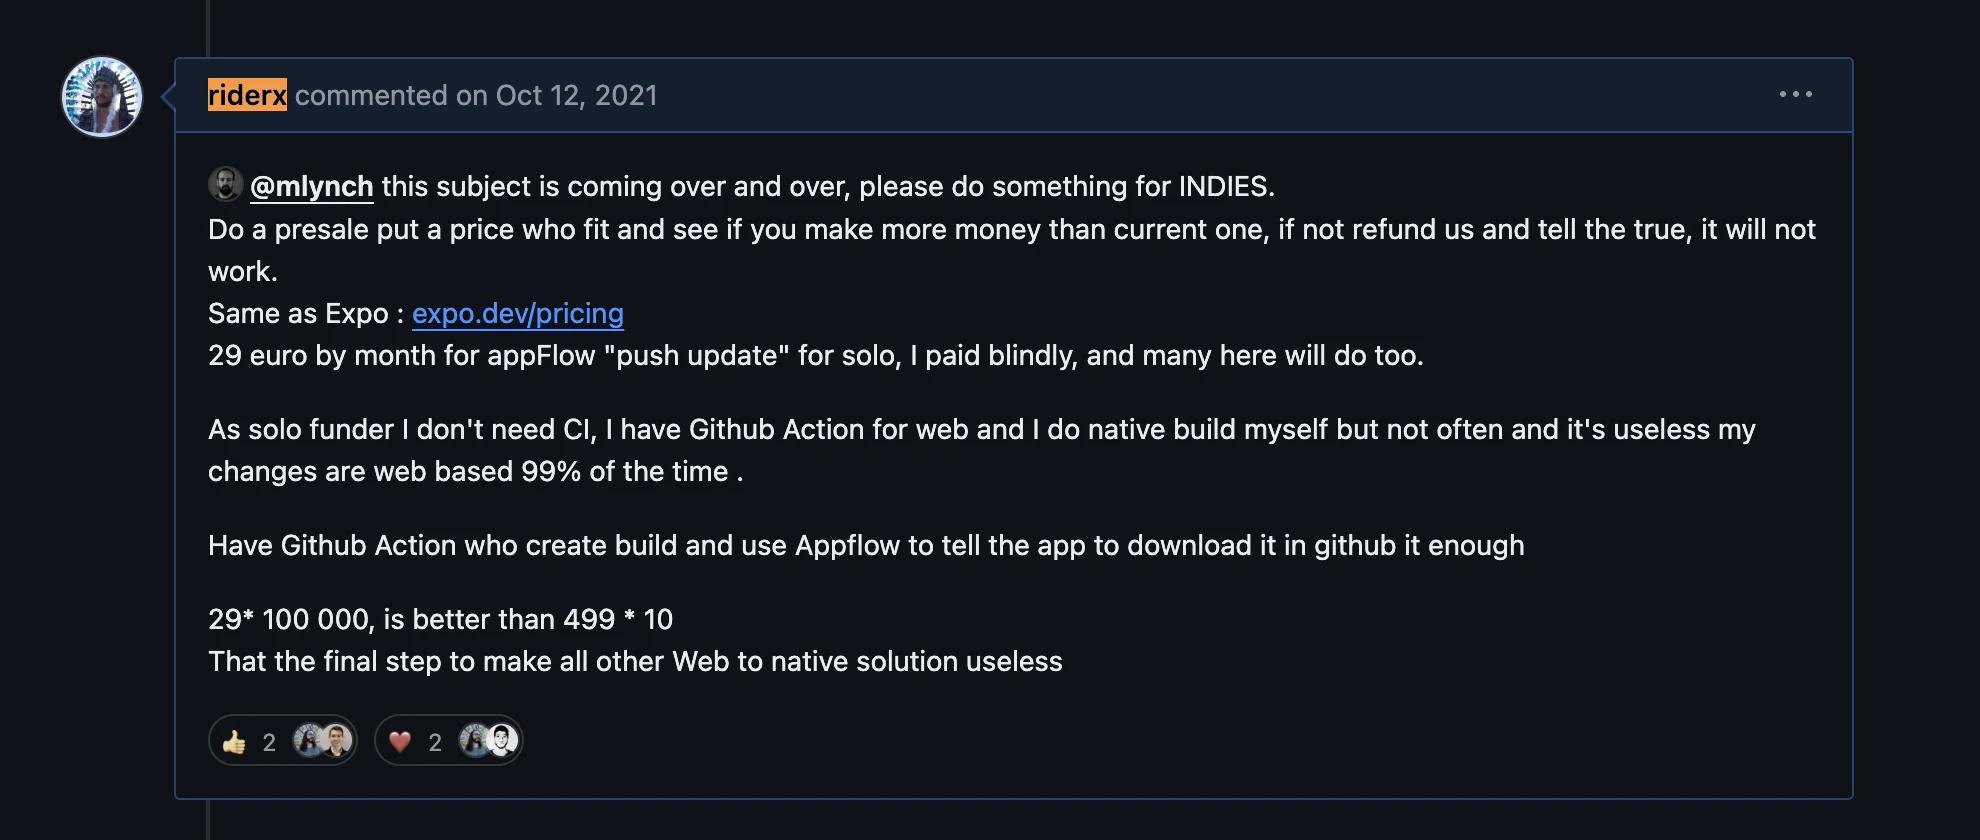 riderx commented on Oct 12, 2021
@mlynch this subject is coming over and over, please do something for INDIES.
Do a presale put a price who fit and see if you make more money than current one, if not refund us and tell the true, it will not
work.
Same as Expo : expo.dev/pricing
29 euro by month for appFlow "push update" for solo, I paid blindly, and many here will do too.
As solo funder I don't need CI, I have Github Action for web and I do native build myself but not often and it's useless my
changes are web based 99% of the time .
Have Github Action who create build and use Appflow to tell the app to download it in github it enough
29* 100 000, is better than 499 * 10
That the final step to make all other Web to native solution useless
👍 2 ❤️ 2